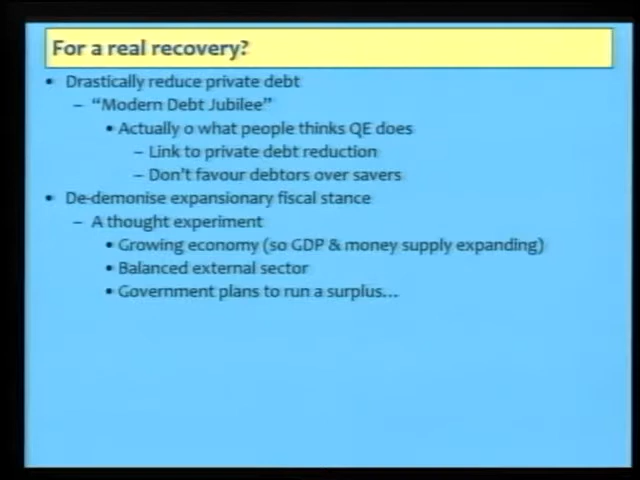 For a real recovery?
• Drastically reduce private debt
– “Modern Debt Jubilee”
• Actually o what people thinks QE does
– Link to private debt reduction
– Don’t favour debtors over savers
• De-demonise expansionary fiscal stance
– A thought experiment
• Growing economy (so GDP & money supply expanding)
• Balanced external sector
• Government plans to run a surplus...